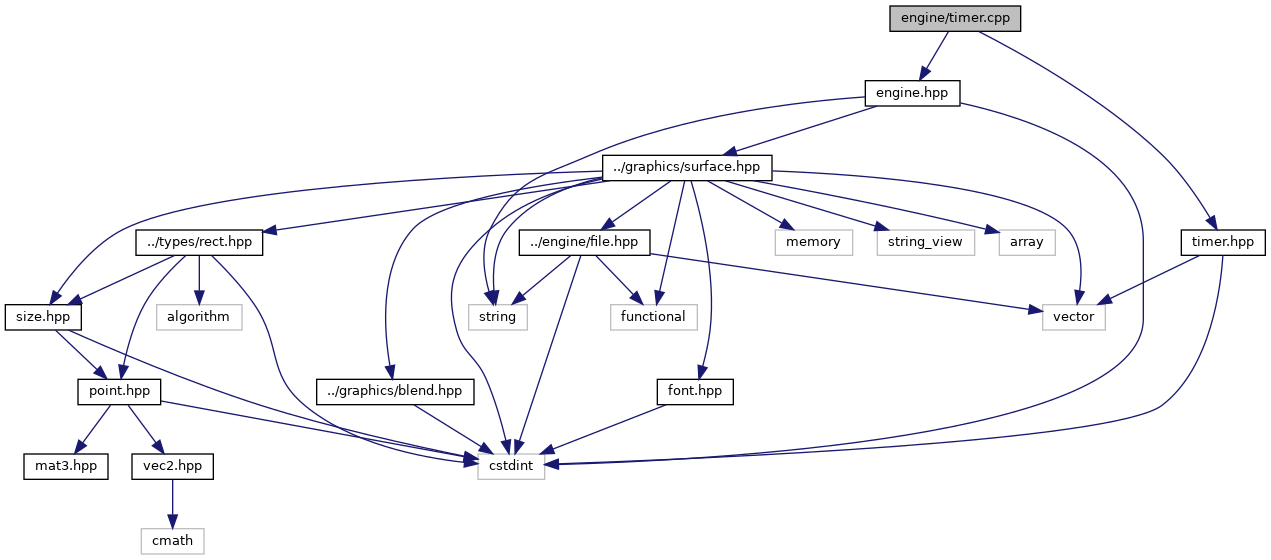 engine/timer.cpp
engine.hpp
../graphics/surface.hpp
../types/rect.hpp
../engine/file.hpp
memory
string_view
array
timer.hpp
size.hpp
algorithm
string
functional
vector
point.hpp
../graphics/blend.hpp
font.hpp
mat3.hpp
vec2.hpp
cstdint
cmath